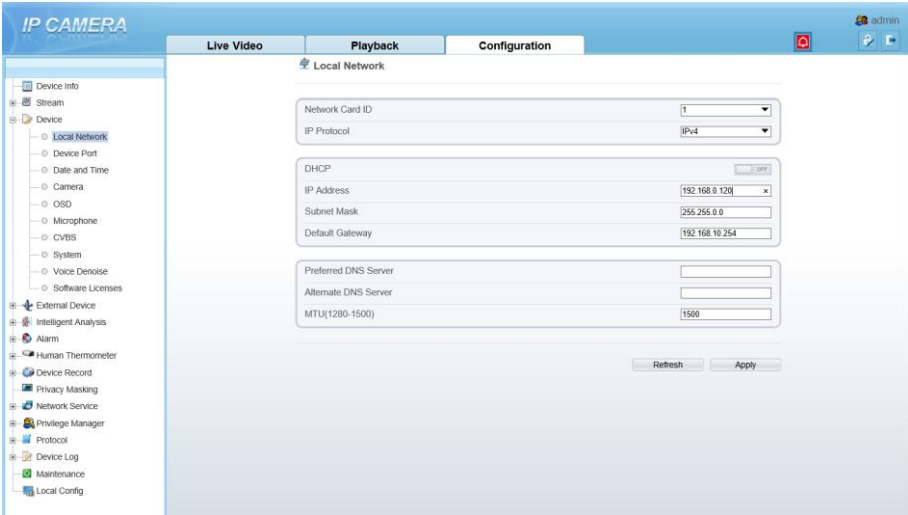 IP CAMERA
admin
Live Video
Playback
Configuration
Device Info
Stream
Device
Local Network
Device Port
Date and Time
Camera
OSD
Microphone
CVBS
System
Voice Denoise
Software Licenses
External Device
Intelligent Analysis
Alarm
Human Thermometer
Device Record
Privacy Masking
Network Service
Privilege Manager
Protocol
Device Log
Maintenance
Local Config
Local Network
Network Card ID 1
IP Protocol IPv4
DHCP OFF
IP Address 192.168.0.120 ×
Subnet Mask 255.255.0.0
Default Gateway 192.168.10.254
Preferred DNS Server
Alternate DNS Server
MTU(1280-1500) 1500
Refresh Apply